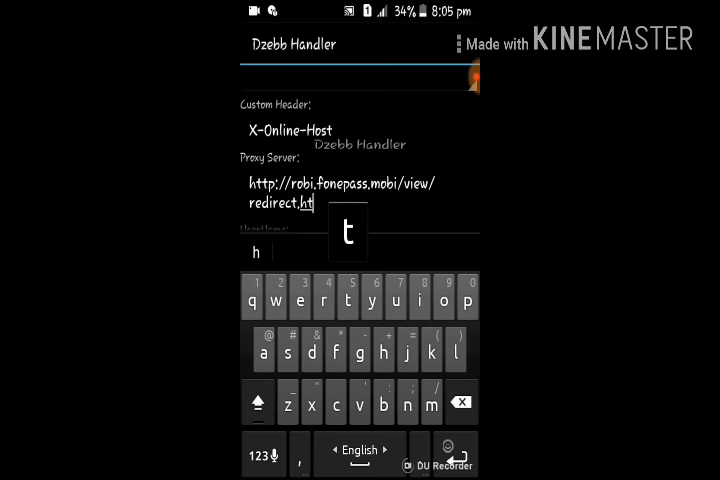 34% 8:05 pm
Dzebb Handler
Made with KINEMASTER
Custom Header:
X-Online-Host
Dzebb Handler
Proxy Server:
http://robi.fonepass.mobi/view/
redirect.ht
UserName:
h
t
1 2 3 4 5 6 7 8 9 0
q w e r t y u i o p
@ # & * - + = ( )
a s d f g h j k l
_ " ' : ; /
z x c v b n m
123 , English
DU Recorder